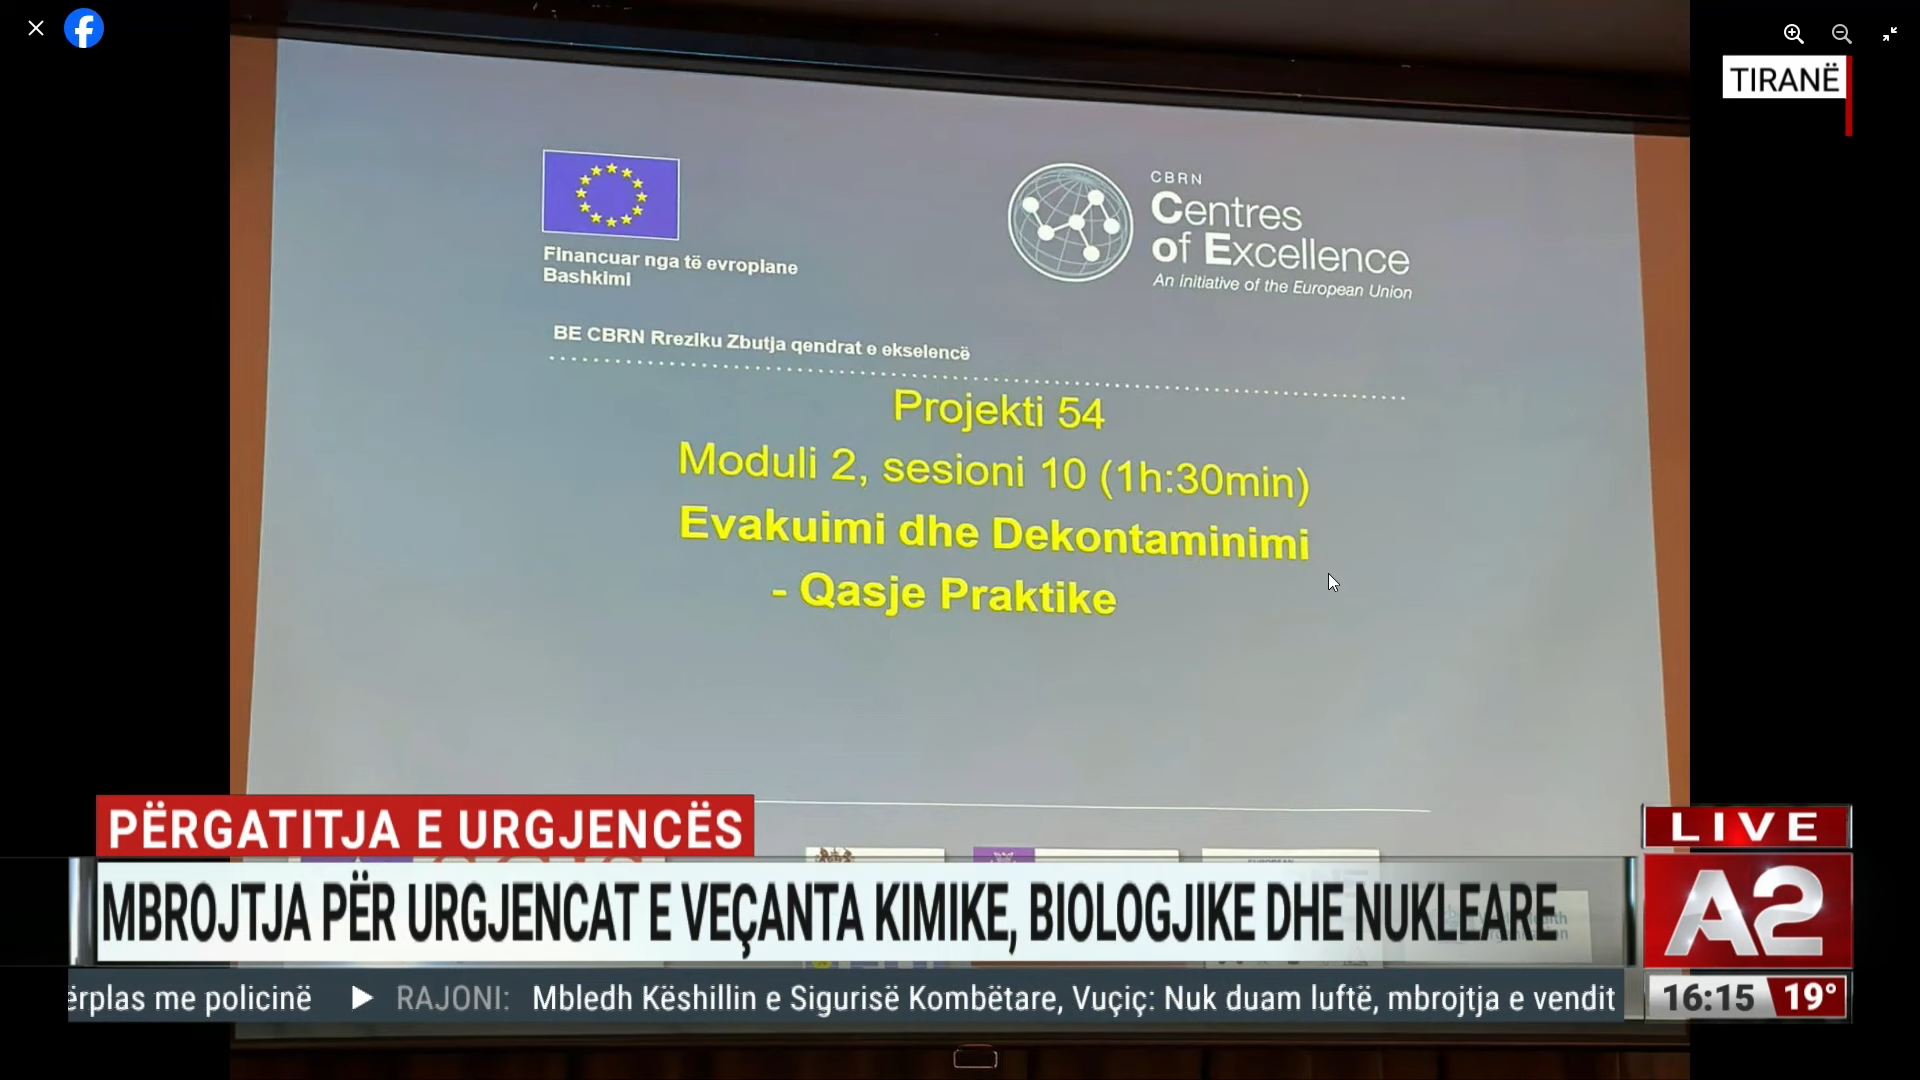 TIRANË
CBRN
Centres
of Excellence
An initiative of the European Union
Financuar nga të evropiane
Bashkimi
BE CBRN Rreziku Zbutja qendrat e ekselencë
Projekti 54
Moduli 2, sesioni 10 (1h:30min)
Evakuimi dhe Dekontaminimi
- Qasje Praktike
PËRGATITJA E URGJENCËS
MBROJTJA PËR URGJENCAT E VEÇANTA KIMIKE, BIOLOGJIKE DHE NUKLEARE
LIVE
A2
ërplas me policinë ▶ RAJONI: Mbledh Këshillin e Sigurisë Kombëtare, Vuçiç: Nuk duam luftë, mbrojtja e vendit
16:15 19°